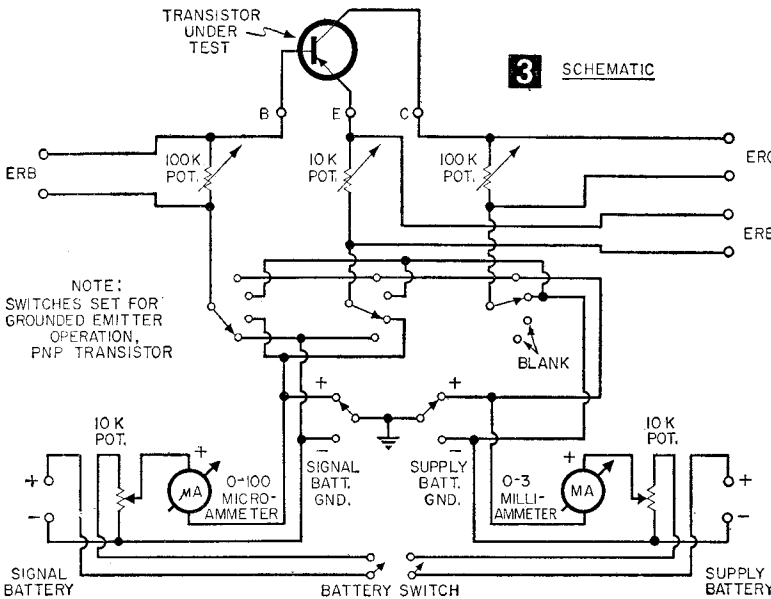 TRANSISTOR
UNDER
TEST
3 SCHEMATIC
B
E
C
ERB
100K
POT.
10 K
POT.
100 K
POT.
ERC
ERE
NOTE:
SWITCHES SET FOR
GROUNDED EMITTER
OPERATION,
PNP TRANSISTOR
BLANK
+
+
10 K
POT.
+
μA
0-100
MICRO-
AMMETER
-
SIGNAL
BATT.
GND.
-
SUPPLY
BATT.
GND.
0-3
MILLI-
AMMETER
+
MA
10 K
POT.
+
-
+
-
SIGNAL
BATTERY
BATTERY SWITCH
SUPPLY
BATTERY